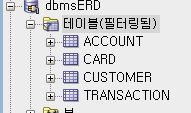 dbmsERD
테이블(필터링됨)
ACCOUNT
CARD
CUSTOMER
TRANSACTION